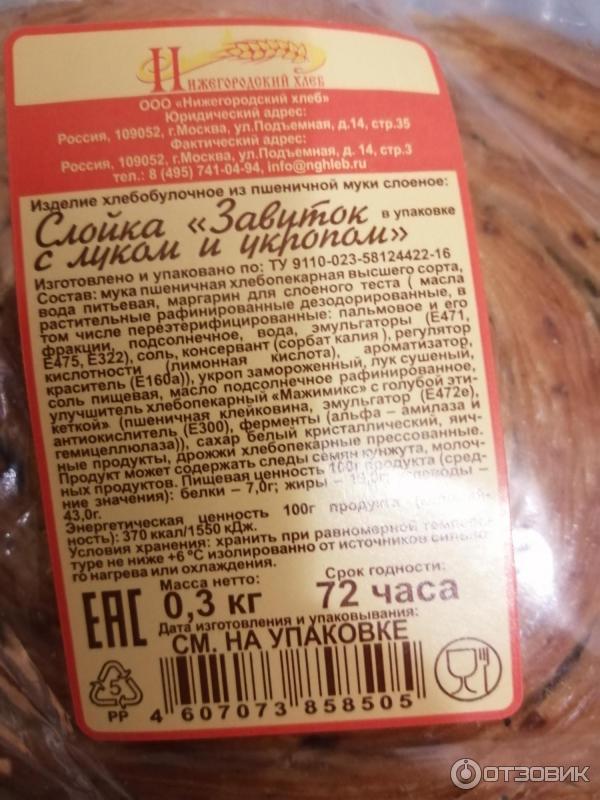 НИЖЕГОРОДСКИЙ ХЛЕБ
ООО «Нижегородский хлеб»
Юридический адрес:
Россия, 109052, г.Москва, ул.Подъемная, д.14, стр.35
Фактический адрес:
Россия, 109052, г.Москва, ул.Подъемная, д. 14, стр.3
тел.: 8 (495) 741-04-94, info@nghleb.ru
Изделие хлебобулочное из пшеничной муки слоеное:
Слойка «Завиток в упаковке
с луком и укропом»
Изготовлено и упаковано по: ТУ 9110-023-58124422-16
Состав: мука пшеничная хлебопекарная высшего сорта,
вода питьевая, маргарин для слоеного теста ( масла
растительные рафинированные дезодорированные, в
том числе переэтерифицированные: пальмовое и его
фракции, подсолнечное, вода, эмульгаторы (Е471,
Е475, Е322), соль, консервант (сорбат калия ), регулятор
кислотности (лимонная кислота), ароматизатор,
краситель (Е160а)), укроп замороженный, лук сушеный,
соль пищевая, масло подсолнечное рафинированное,
улучшитель хлебопекарный «Мажимикс» с голубой эти-
кеткой» (пшеничная клейковина, эмульгатор (Е472е),
антиокислитель (Е300), ферменты (альфа – амилаза и
гемицеллюлаза)), сахар белый кристаллический, яич-
ные продукты, дрожжи хлебопекарные прессованные.
Продукт может содержать следы семян кунжута, молоч-
ных продуктов. Пищевая ценность 100г продукта (сред-
ние значения): белки – 7,0г; жиры – углеводы –
43,0г.
Энергетическая ценность 100г продукта
ность): 370 ккал/1550 кДж.
Условия хранения: хранить при равномерной темпера-
туре не ниже +6 °С изолированно от источников сильно-
го нагрева или охлаждения.
ЕАС
Масса нетто:
0,3 кг
Срок годности:
72 часа
Дата изготовления и упаковывания:
СМ. НА УПАКОВКЕ
5
PP
4 607073 858505
ОТЗОВИК